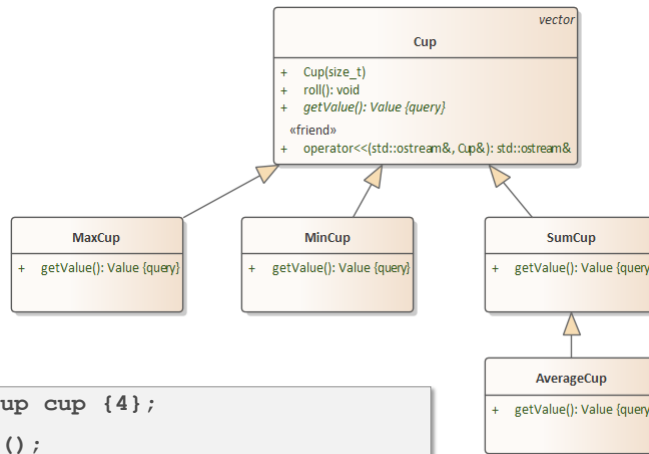 vector
Cup
+ Cup(size_t)
+ roll(): void
+ getValue(): Value {query}
«friend»
+ operator<<(std::ostream&, Cup&): std::ostream&
MaxCup
+ getValue(): Value {query}
MinCup
+ getValue(): Value {query}
SumCup
+ getValue(): Value {query
AverageCup
+ getValue(): Value {query
up cup {4};
();